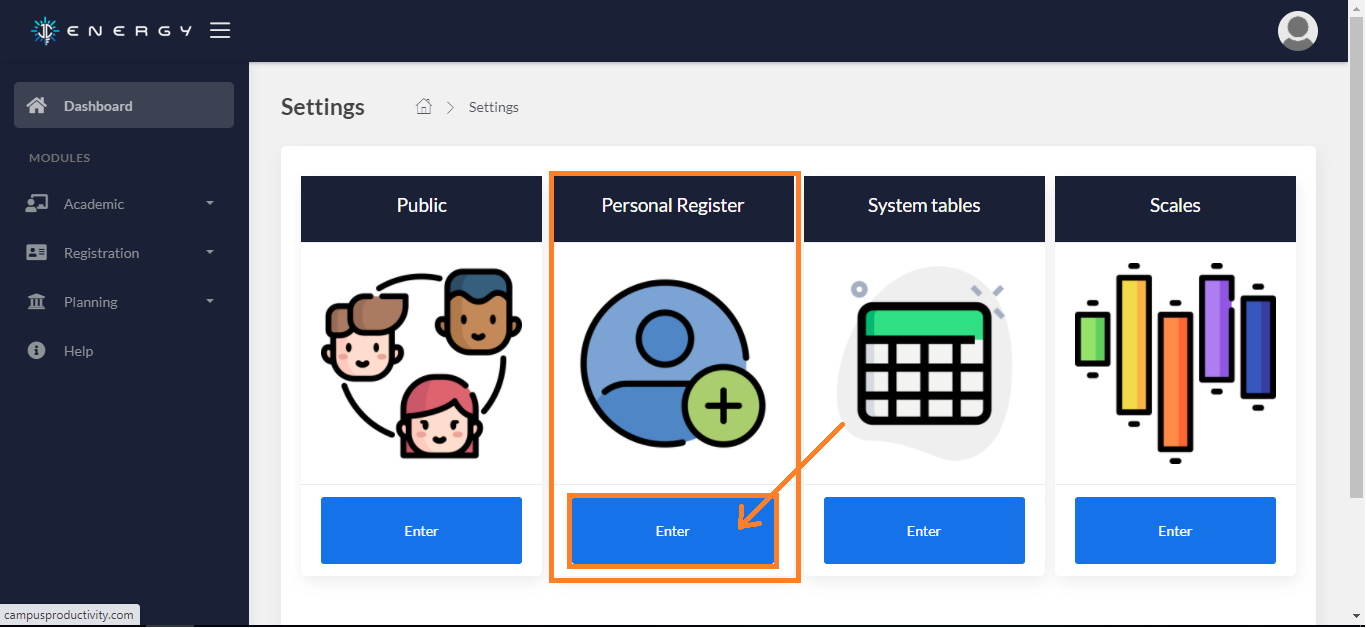 JC ENERGY
Dashboard
MODULES
Academic
Registration
Planning
Help
Settings
Settings
Public
Personal Register
System tables
Scales
Enter
Enter
Enter
Enter
campusproductivity.com